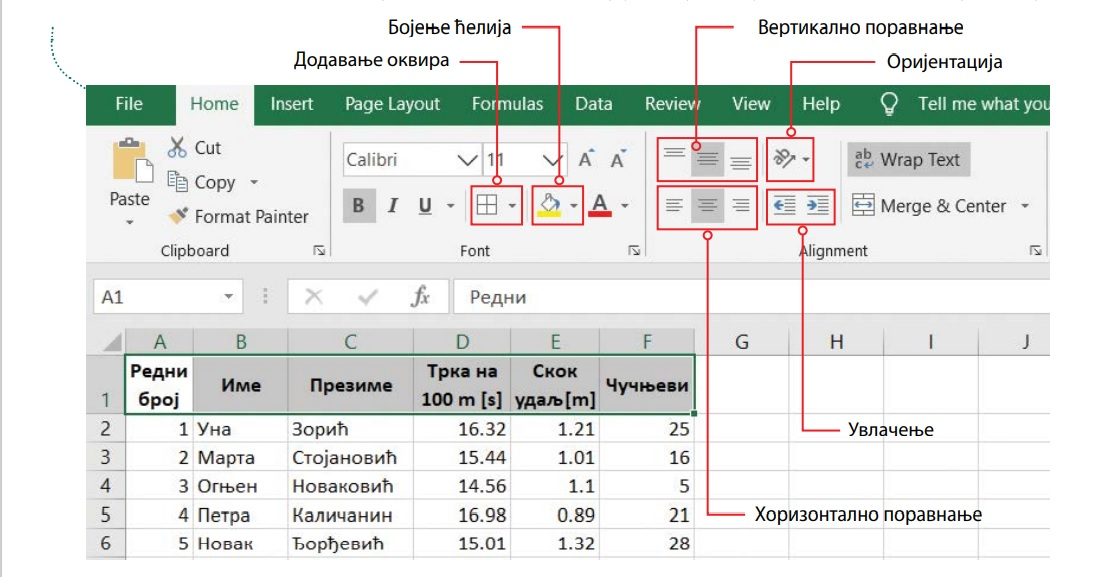 Бојење ћелија
Вертикално поравнање
Додавање оквира
Оријентација
File Home Insert Page Layout Formulas Data Review View Help Tell me what you
Cut
Calibri 11 A A
ab c Wrap Text
Paste
Copy
B I U A
Merge & Center
Format Painter
Clipboard Font Alignment
A1 fx Редни
A B C D E F G H I J
1 Редни број Име Презиме Трка на 100 m [s] Скок удаљ[m] Чучњеви
2 1 Уна Зорић 16.32 1.21 25
Увлачење
3 2 Марта Стојановић 15.44 1.01 16
4 3 Огњен Новаковић 14.56 1.1 5
5 4 Петра Каличанин 16.98 0.89 21
Хоризонтално поравнање
6 5 Новак Ђорђевић 15.01 1.32 28